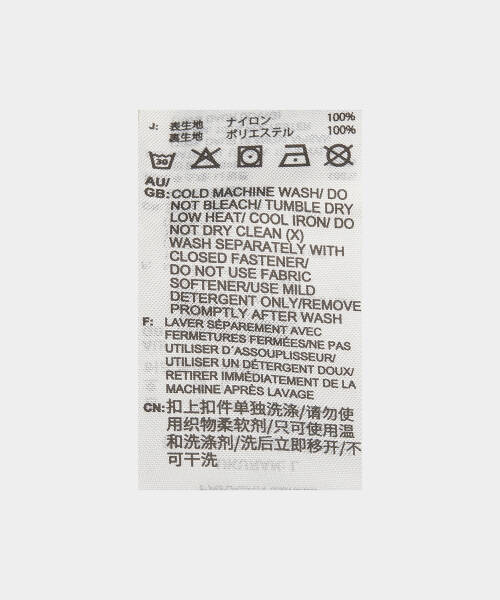 J: 表生地 ナイロン 100%
裏生地 ポリエステル 100%
30
AU/
GB: COLD MACHINE WASH/ DO
NOT BLEACH/ TUMBLE DRY
LOW HEAT/ COOL IRON/ DO
NOT DRY CLEAN (X)
WASH SEPARATELY WITH
CLOSED FASTENER/
DO NOT USE FABRIC
SOFTENER/USE MILD
DETERGENT ONLY/REMOVE
PROMPTLY AFTER WASH
F: LAVER SÉPAREMENT AVEC
FERMETURES FERMÉES/NE PAS
UTILISER D´ASSOUPLISSEUR/
UTILISER UN DÉTERGENT DOUX/
RETIRER IMMÉDIATEMENT DE LA
MACHINE APRÈS LAVAGE
CN: 扣上扣件单独洗涤/请勿使
用织物柔软剂/只可使用温
和洗涤剂/洗后立即移开/不
可干洗